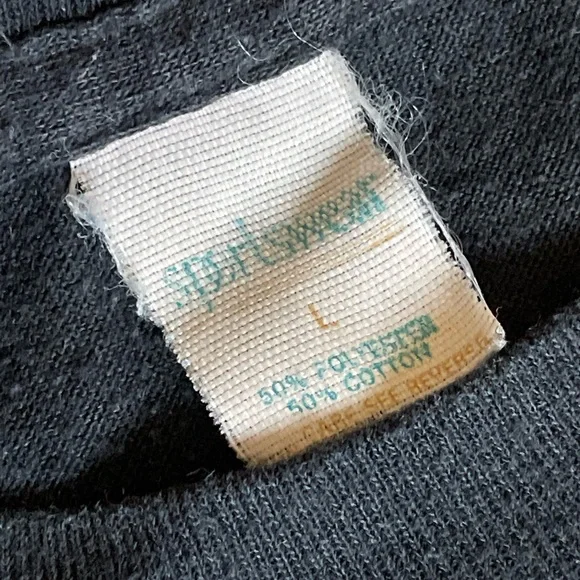 sportswear
L
50% POLYESTER
50% COTTON
CARE SEE REVERSE